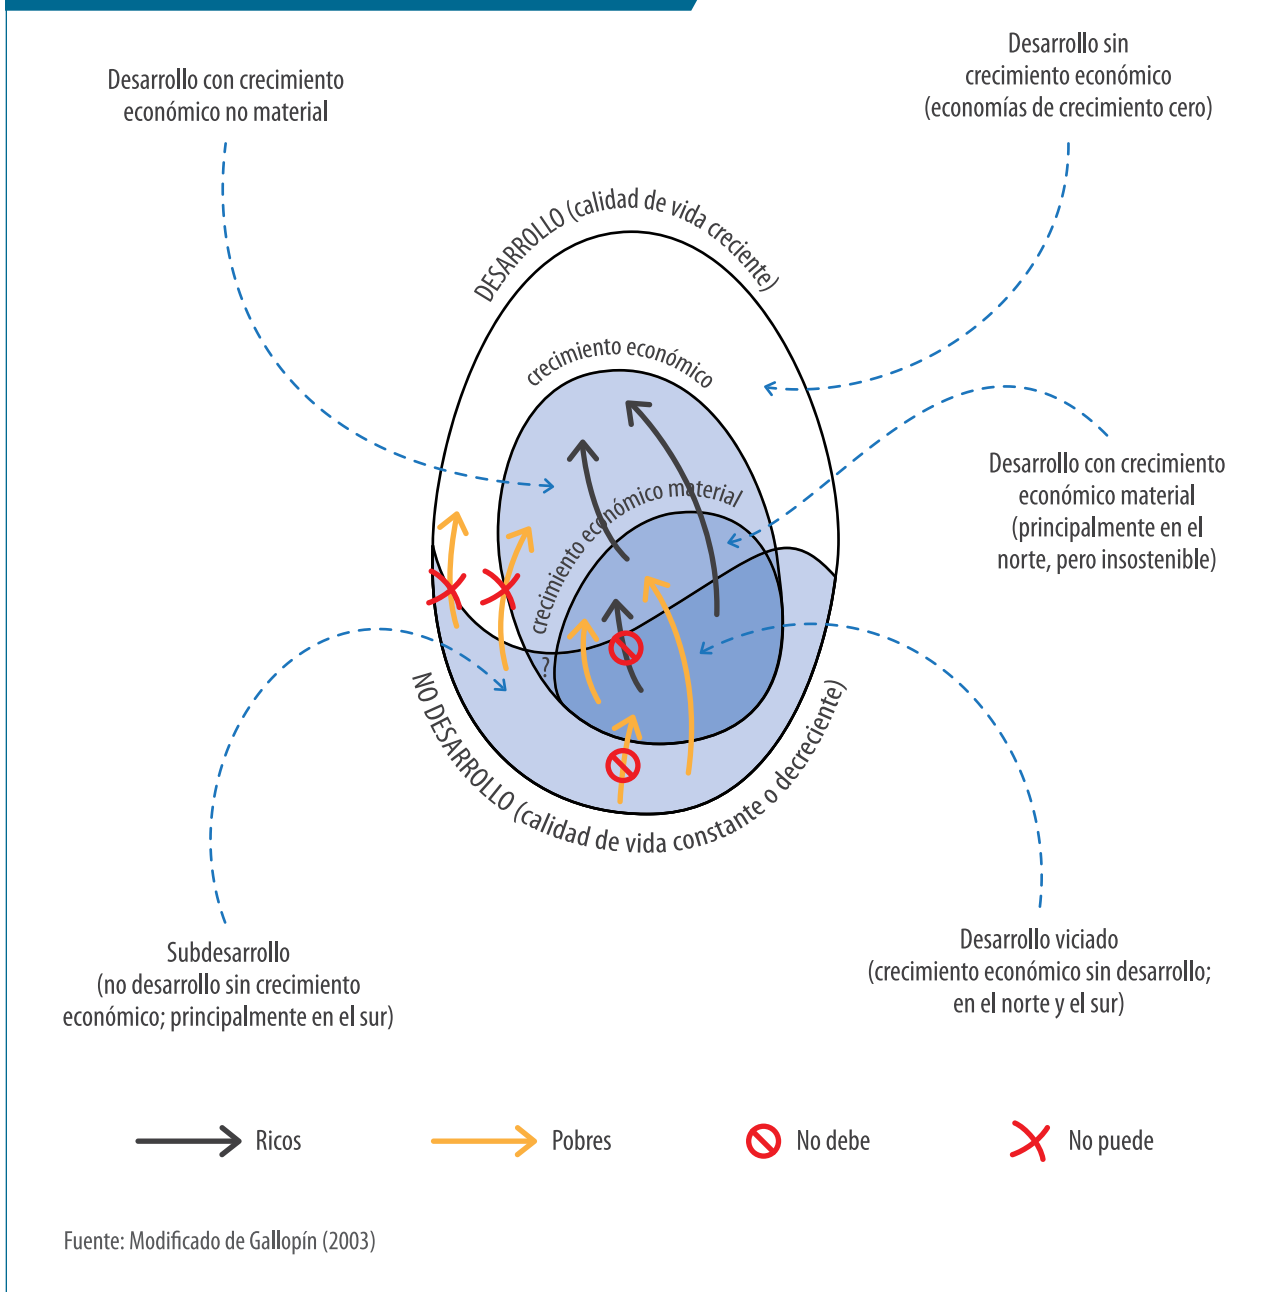 Desarrollo con crecimiento
económico no material
Desarrollo sin
crecimiento económico
(economías de crecimiento cero)
DESARROLLO (calidad de vida creciente)
crecimiento económico
crecimiento económico material
Desarrollo con crecimiento
económico material
(principalmente en el
norte, pero insostenible)
?
NO DESARROLLO (calidad de vida constante o decreciente)
Subdesarrollo
(no desarrollo sin crecimiento
económico; principalmente en el sur)
Desarrollo viciado
(crecimiento económico sin desarrollo;
en el norte y el sur)
Ricos
Pobres
No debe
No puede
Fuente: Modificado de Gallopín (2003)